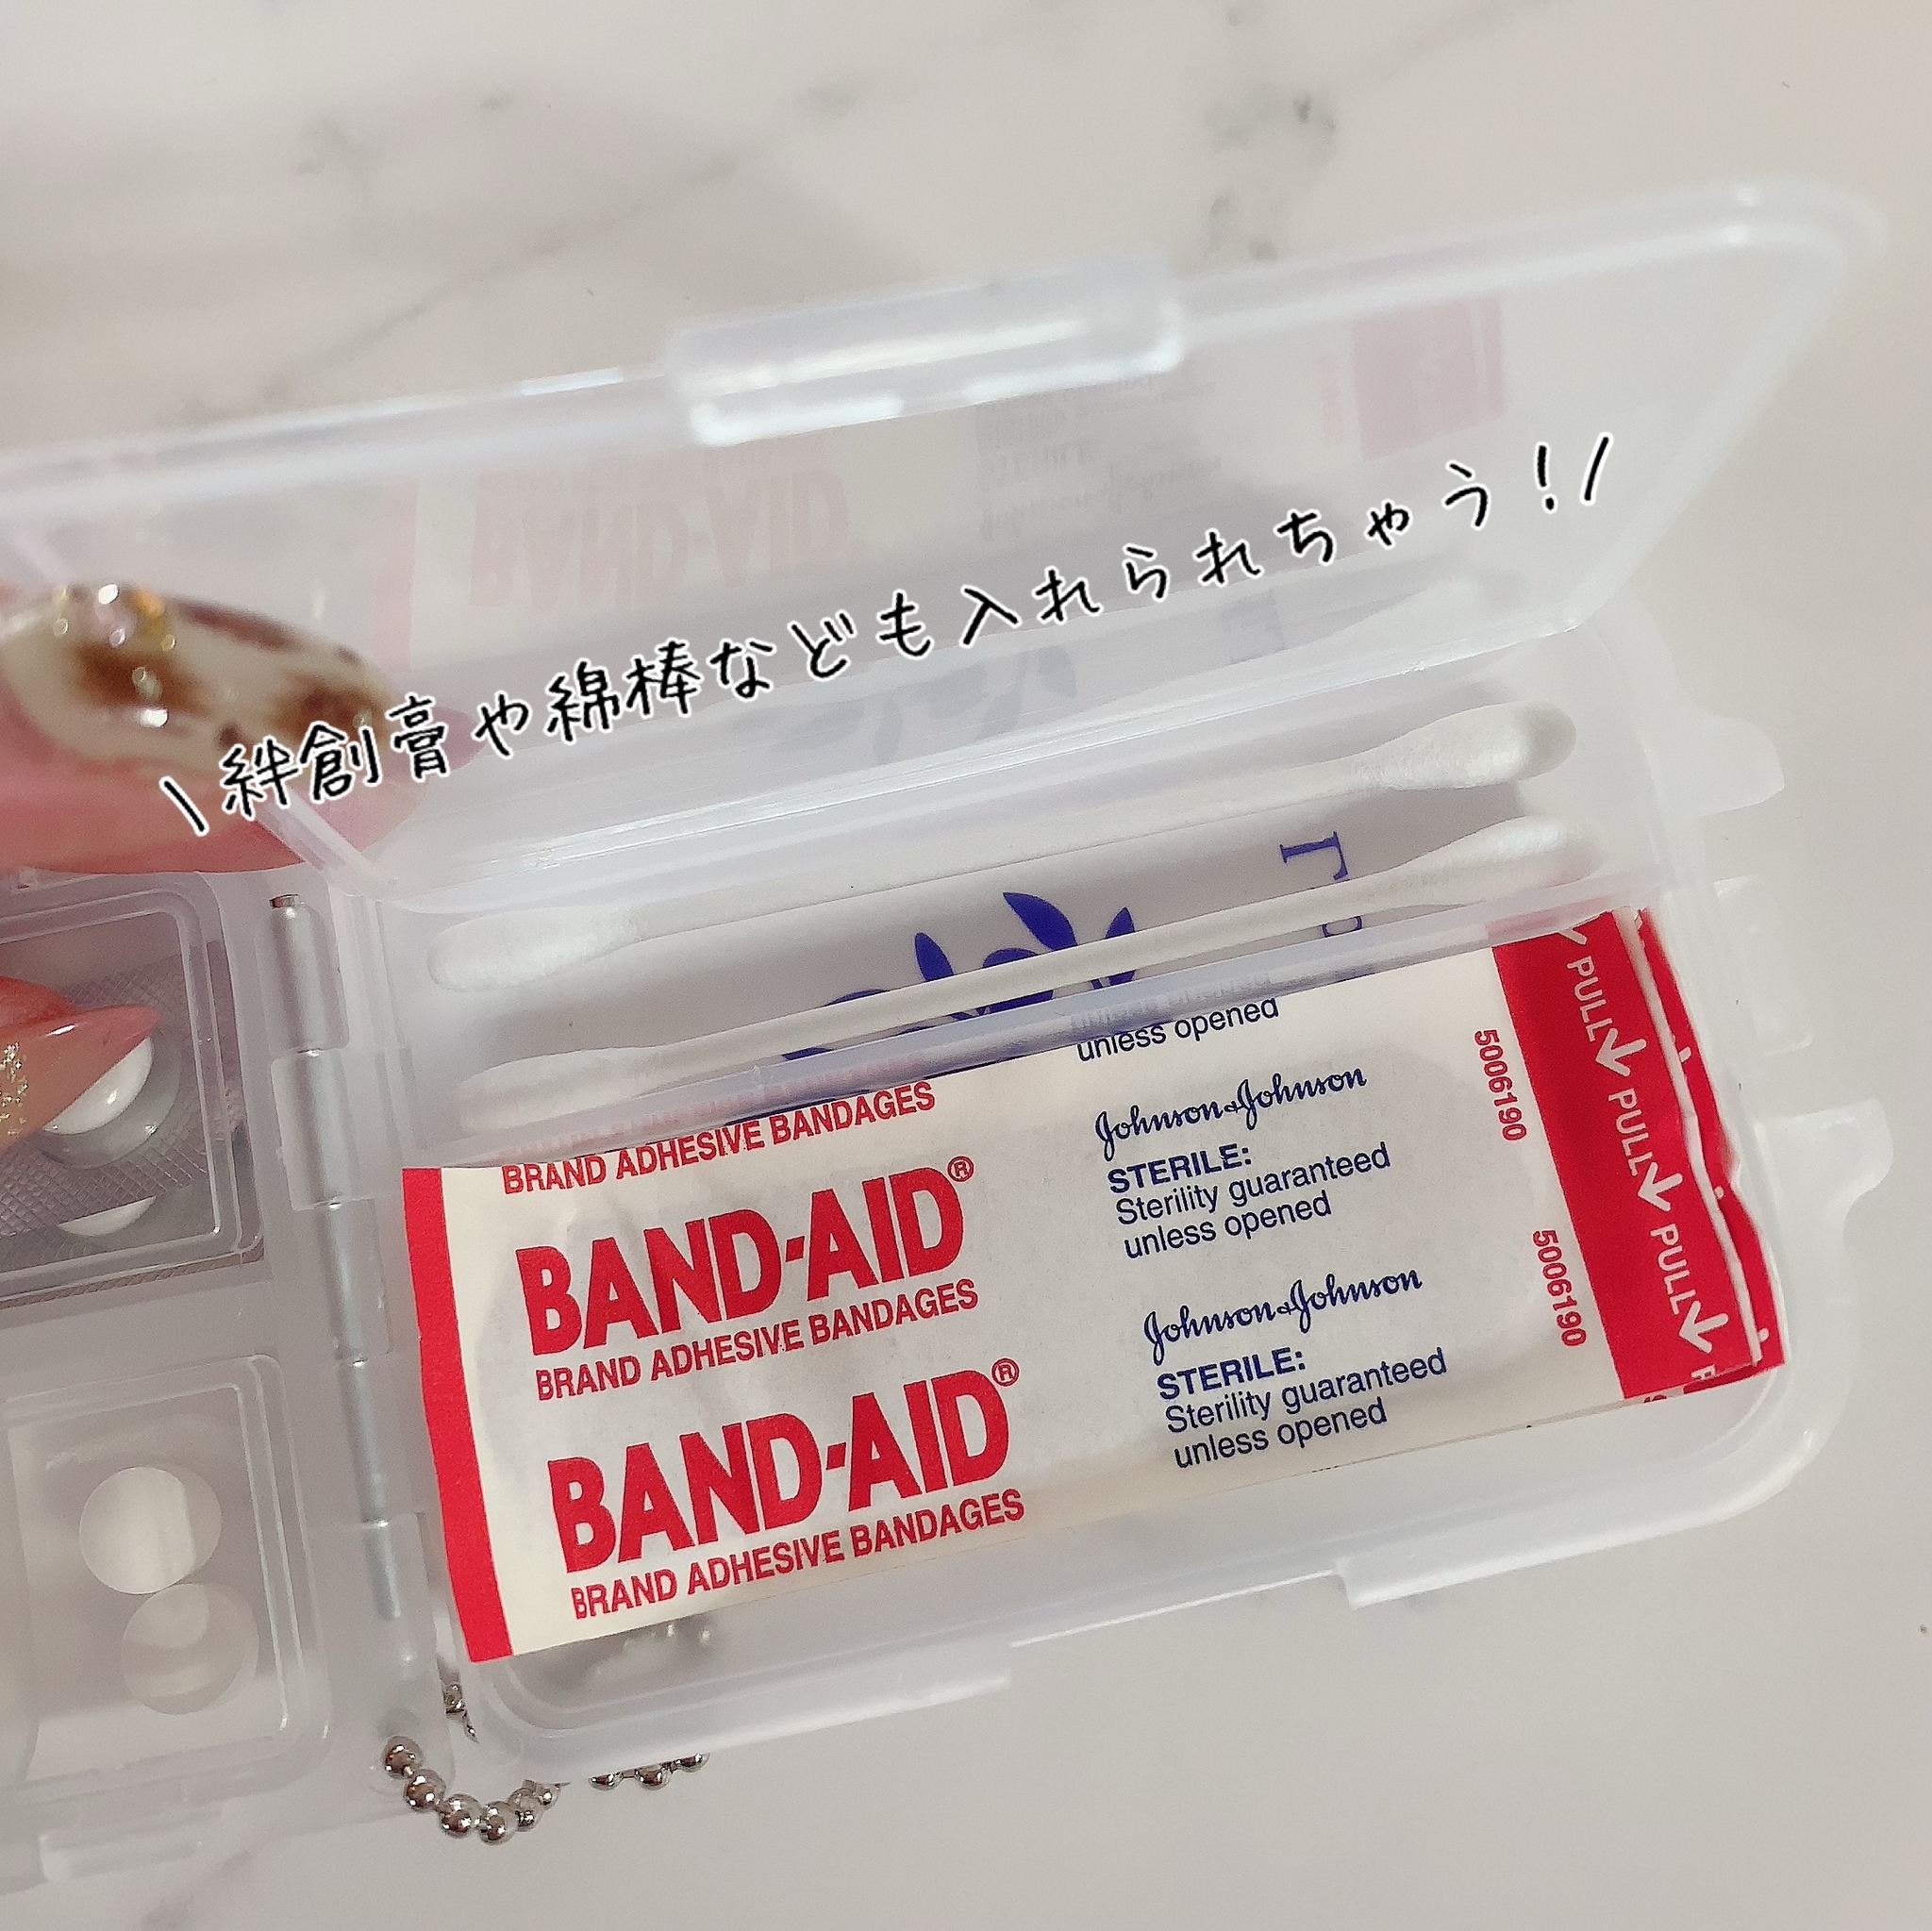 \絆創膏や綿棒なども入れられちゃう!/
unless opened
BRAND ADHESIVE BANDAGES
Johnson&Johnson
STERILE:
Sterility guaranteed
unless opened
BAND-AID®
BRAND ADHESIVE BANDAGES
Johnson&Johnson
STERILE:
Sterility guaranteed
unless opened
BAND-AID®
BRAND ADHESIVE BANDAGES
5006190
5006190
PULL
PULL
PULL